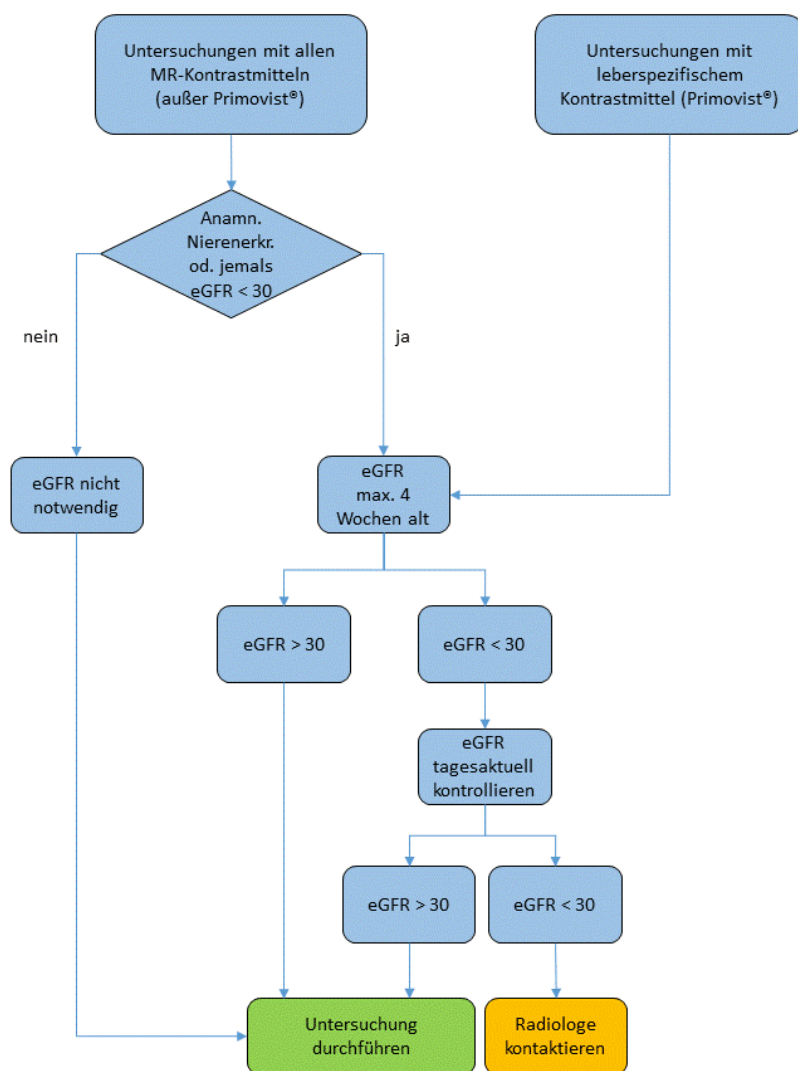 Untersuchungen mit allen
MR-Kontrastmitteln
(außer Primovist®)
Untersuchungen mit
leberspezifischem
Kontrastmittel (Primovist®)
Anamn.
Nierenerkr.
od. jemals
eGFR < 30
nein
ja
eGFR nicht
notwendig
eGFR
max. 4
Wochen alt
eGFR > 30
eGFR < 30
eGFR
tagesaktuell
kontrollieren
eGFR > 30
eGFR < 30
Untersuchung
durchführen
Radiologe
kontaktieren